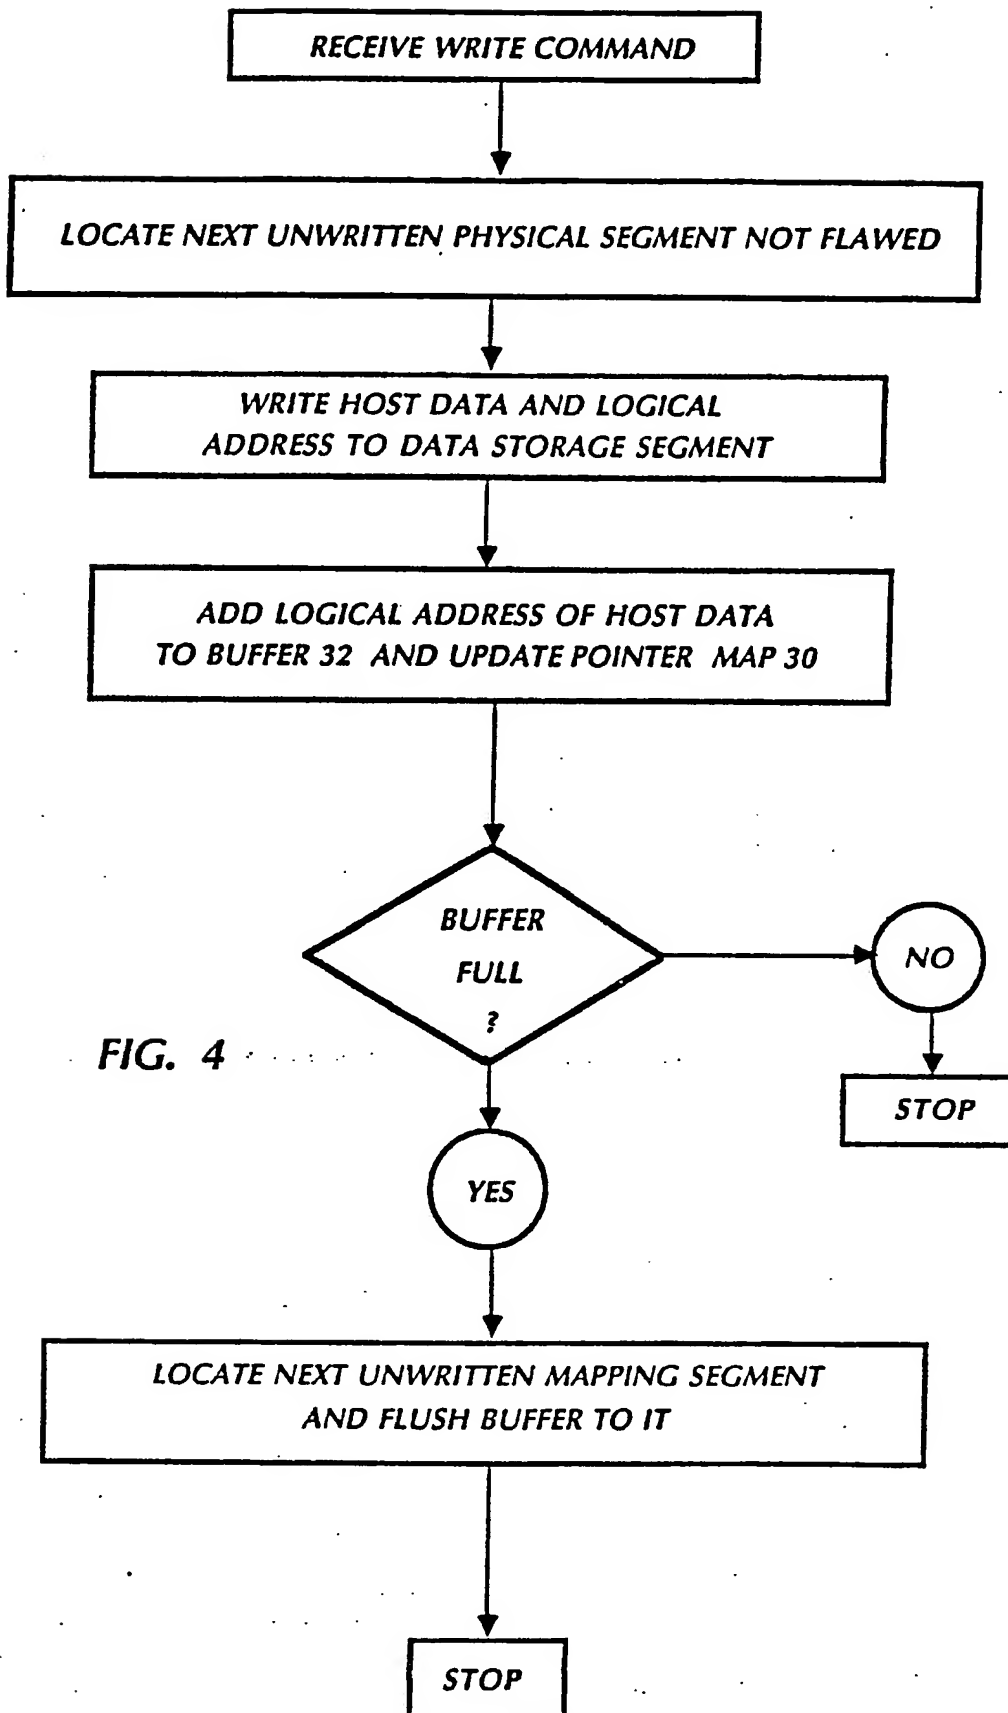 RECEIVE WRITE COMMAND
LOCATE NEXT UNWRITTEN PHYSICAL SEGMENT NOT FLAWED
WRITE HOST DATA AND LOGICAL
ADDRESS TO DATA STORAGE SEGMENT
ADD LOGICAL ADDRESS OF HOST DATA
TO BUFFER 32 AND UPDATE POINTER MAP 30
BUFFER
FULL
?
NO
STOP
FIG. 4
YES
LOCATE NEXT UNWRITTEN MAPPING SEGMENT
AND FLUSH BUFFER TO IT
STOP